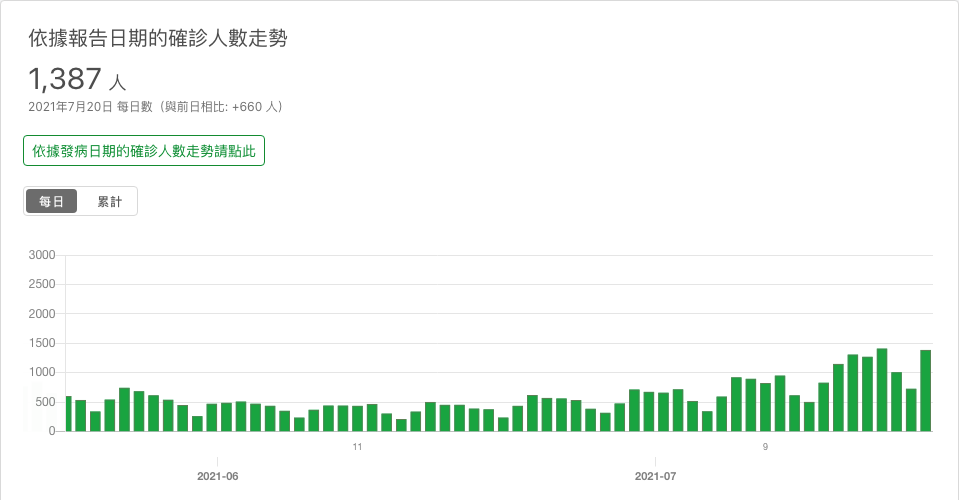 依據報告日期的確診人數走勢
1,387 人
2021年7月20日 每日數（與前日相比: +660 人）
依據發病日期的確診人數走勢請點此
每日 累計
3000
2500
2000
1500
1000
500
0
11 9
2021-06 2021-07